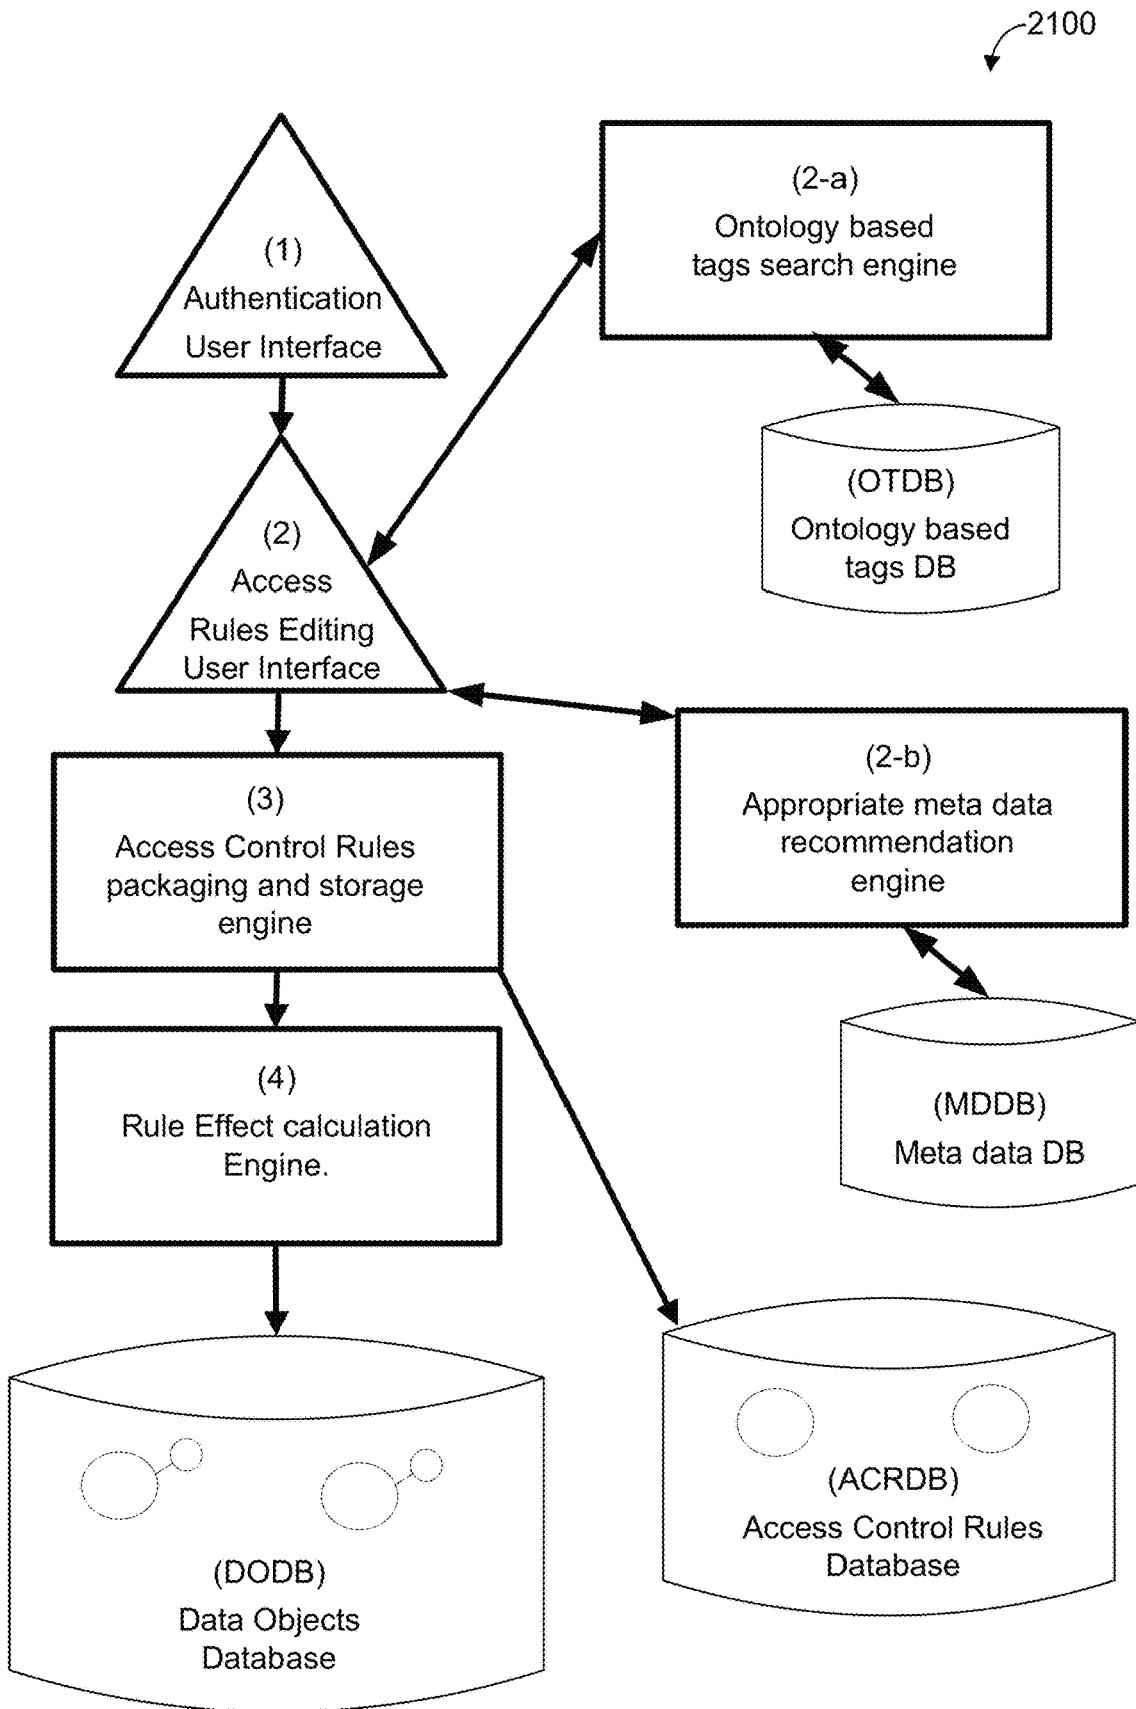 2100
(1)
Authentication
User Interface
(2-a)
Ontology based
tags search engine
(OTDB)
Ontology based
tags DB
(2)
Access
Rules Editing
User Interface
(2-b)
Appropriate meta data
recommendation
engine
(3)
Access Control Rules
packaging and storage
engine
(MDDB)
Meta data DB
(4)
Rule Effect calculation
Engine.
(ACRDB)
Access Control Rules
Database
(DODB)
Data Objects
Database